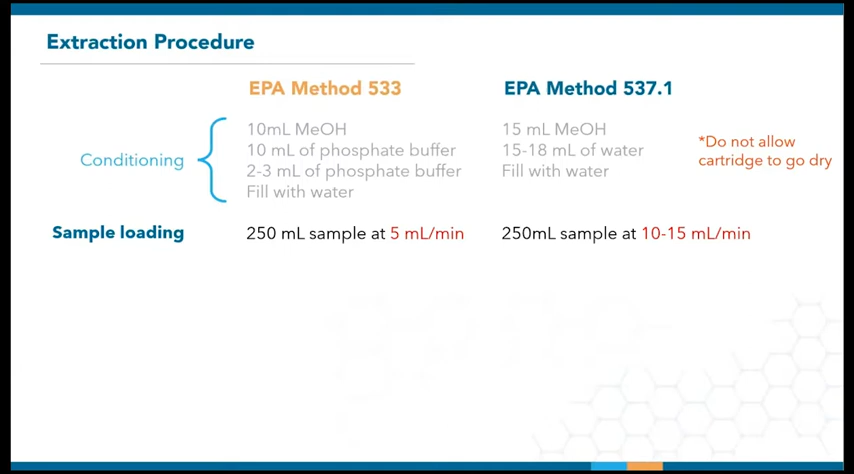 Extraction Procedure
EPA Method 533
EPA Method 537.1
Conditioning
10mL MeOH
10 mL of phosphate buffer
2-3 mL of phosphate buffer
Fill with water
15 mL MeOH
15-18 mL of water
Fill with water
*Do not allow
cartridge to go dry
Sample loading
250 mL sample at 5 mL/min
250mL sample at 10-15 mL/min